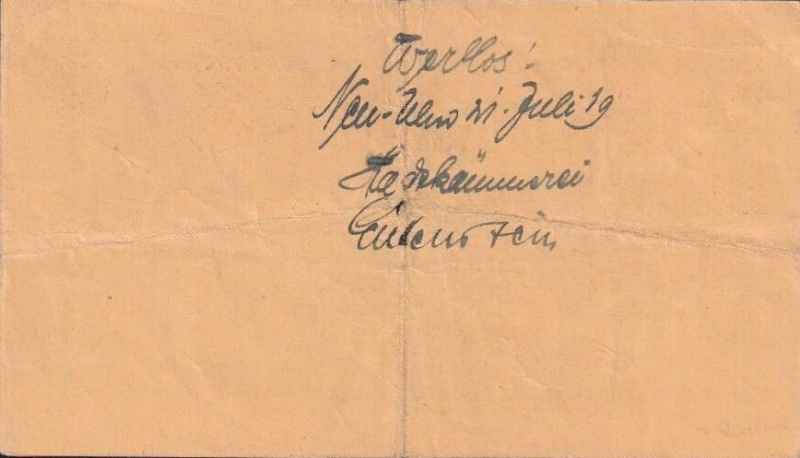 Wertlos!
Neu-Ulm 21. Juli 19
Stadtkämmerei